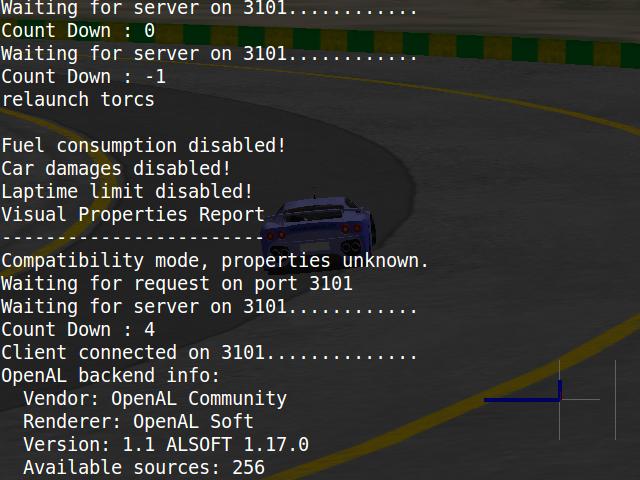 Waiting for server on 3101............
Count Down : 0
Waiting for server on 3101............
Count Down : -1
relaunch torcs
Fuel consumption disabled!
Car damages disabled!
Laptime limit disabled!
Visual Properties Report
------------------------
Compatibility mode, properties unknown.
Waiting for request on port 3101
Waiting for server on 3101............
Count Down : 4
Client connected on 3101..............
OpenAL backend info:
  Vendor: OpenAL Community
  Renderer: OpenAL Soft
  Version: 1.1 ALSOFT 1.17.0
  Available sources: 256